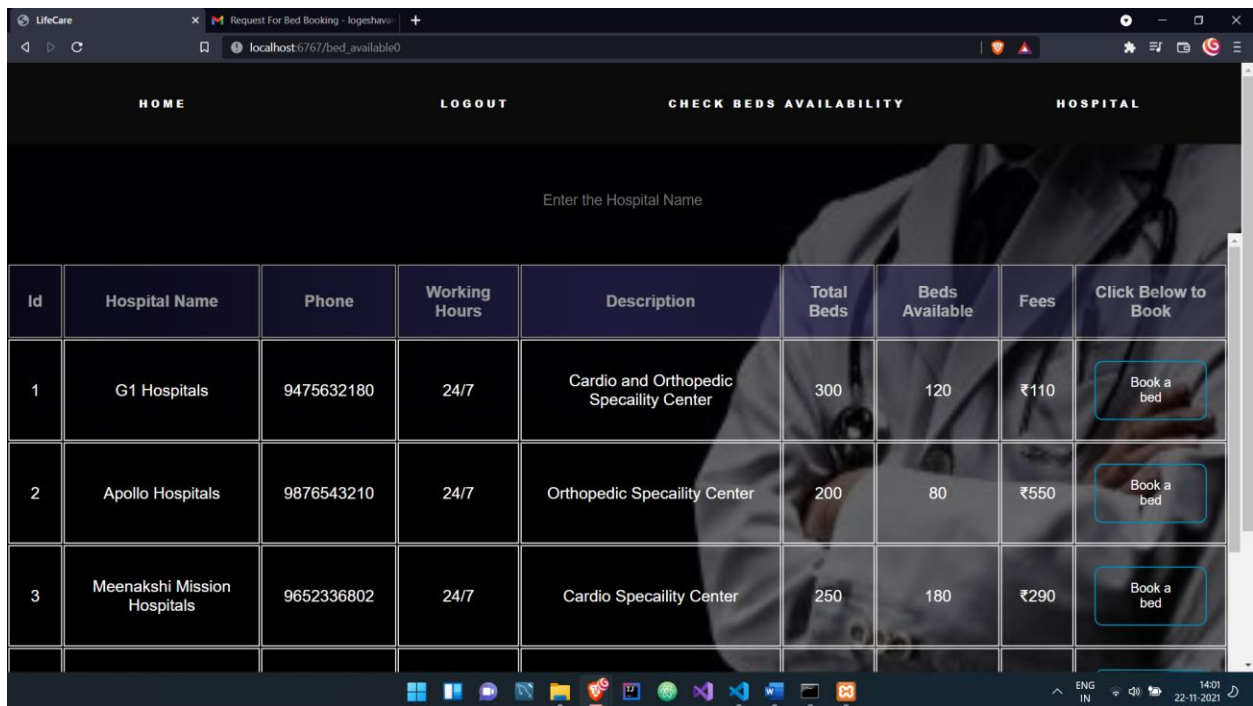 LifeCare
Request For Bed Booking - logeshavar
localhost:6767/bed_available0
HOME LOGOUT CHECK BEDS AVAILABILITY HOSPITAL
Enter the Hospital Name
Id Hospital Name Phone Working Hours Description Total Beds Beds Available Fees Click Below to Book
1 G1 Hospitals 9475632180 24/7 Cardio and Orthopedic Specaility Center 300 120 ₹110 Book a bed
2 Apollo Hospitals 9876543210 24/7 Orthopedic Specaility Center 200 80 ₹550 Book a bed
3 Meenakshi Mission Hospitals 9652336802 24/7 Cardio Specaility Center 250 180 ₹290 Book a bed
ENG IN 14:01 22-11-2021